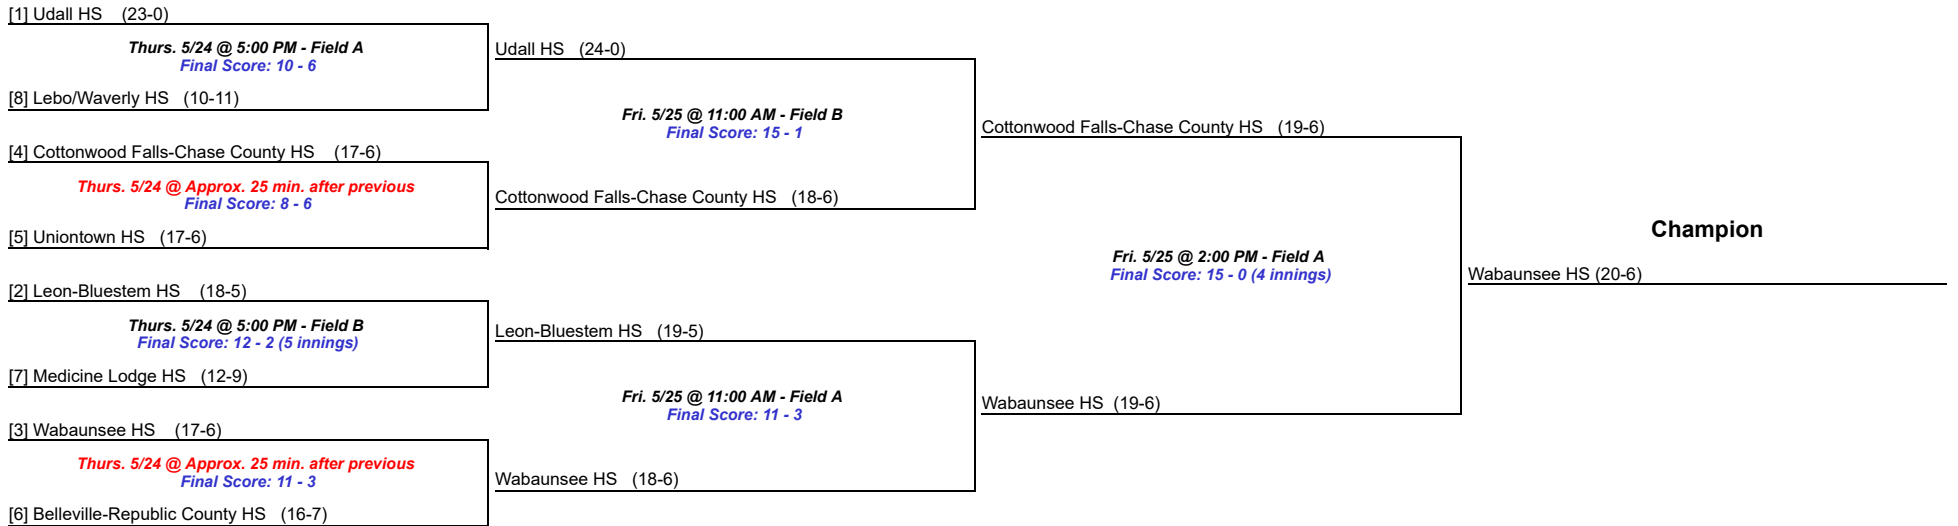 [1] Udall HS (23-0)
Thurs. 5/24 @ 5:00 PM - Field A
Final Score: 10 - 6
[8] Lebo/Waverly HS (10-11)
[4] Cottonwood Falls-Chase County HS (17-6)
Thurs. 5/24 @ Approx. 25 min. after previous
Final Score: 8 - 6
[5] Uniontown HS (17-6)
[2] Leon-Bluestem HS (18-5)
Thurs. 5/24 @ 5:00 PM - Field B
Final Score: 12 - 2 (5 innings)
[7] Medicine Lodge HS (12-9)
[3] Wabaunsee HS (17-6)
Thurs. 5/24 @ Approx. 25 min. after previous
Final Score: 11 - 3
[6] Belleville-Republic County HS (16-7)
Udall HS (24-0)
Fri. 5/25 @ 11:00 AM - Field B
Final Score: 15 - 1
Cottonwood Falls-Chase County HS (18-6)
Leon-Bluestem HS (19-5)
Fri. 5/25 @ 11:00 AM - Field A
Final Score: 11 - 3
Wabaunsee HS (18-6)
Cottonwood Falls-Chase County HS (19-6)
Fri. 5/25 @ 2:00 PM - Field A
Final Score: 15 - 0 (4 innings)
Wabaunsee HS (19-6)
Champion
Wabaunsee HS (20-6)